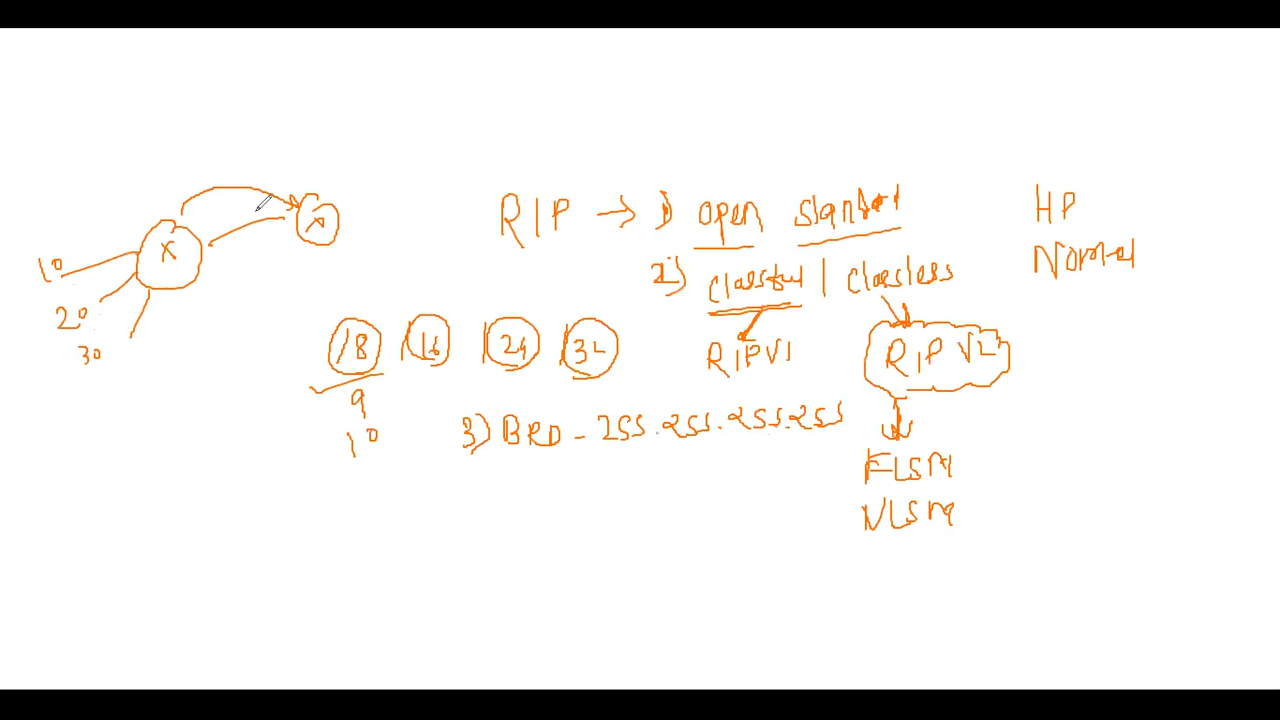 10
20
30
RIP → 1) open standard
2) Classful | Classless
HP
Normal
RIPV1
RIP V2
/8 /16 /24 /32
9
10
3) BRD - 255.255.255.255
FLSM
VLSM